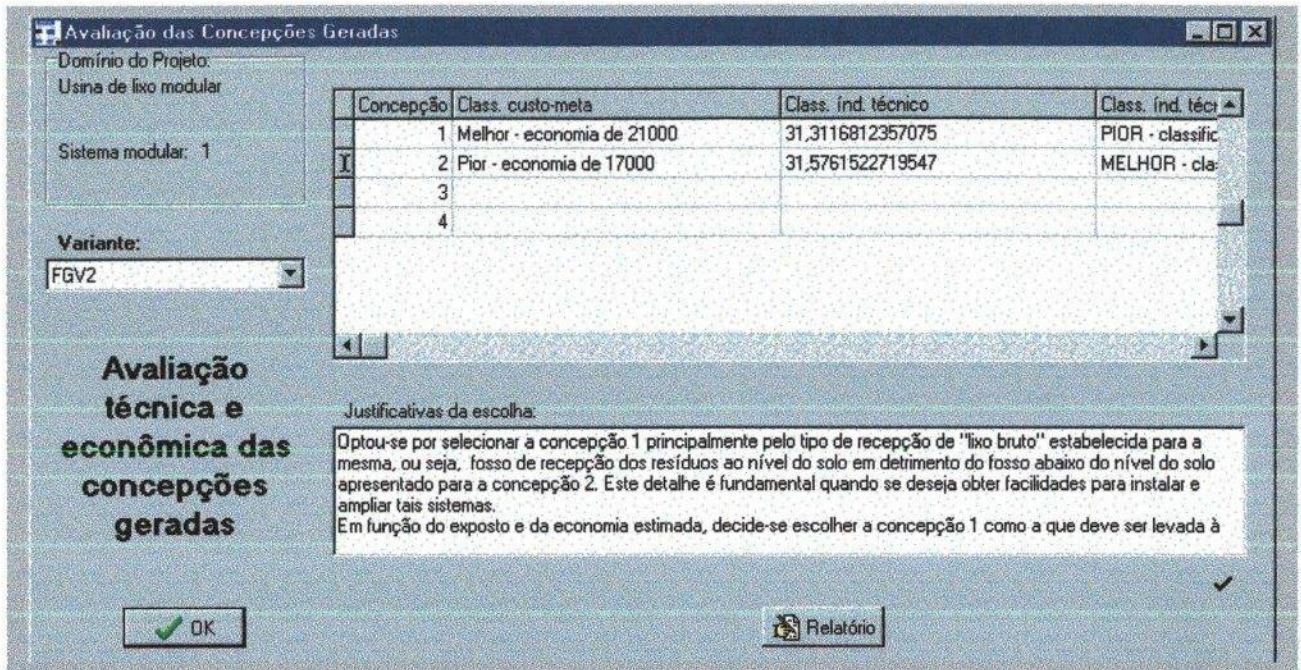 Avaliação das Concepções Geradas
Domínio do Projeto:
Usina de lixo modular
Sistema modular: 1
Variante:
FGV2
Avaliação
técnica e
econômica das
concepções
geradas
Concepção Class. custo-meta Class. índ. técnico Class. índ. técn
1 Melhor - economia de 21000 31,3116812357075 PIOR - classific
2 Pior - economia de 17000 31,5761522719547 MELHOR - clas
3
4
Justificativas da escolha:
Optou-se por selecionar a concepção 1 principalmente pelo tipo de recepção de "lixo bruto" estabelecida para a
mesma, ou seja, fosso de recepção dos resíduos ao nível do solo em detrimento do fosso abaixo do nível do solo
apresentado para a concepção 2. Este detalhe é fundamental quando se deseja obter facilidades para instalar e
ampliar tais sistemas.
Em função do exposto e da economia estimada, decide-se escolher a concepção 1 como a que deve ser levada à
OK
Relatório